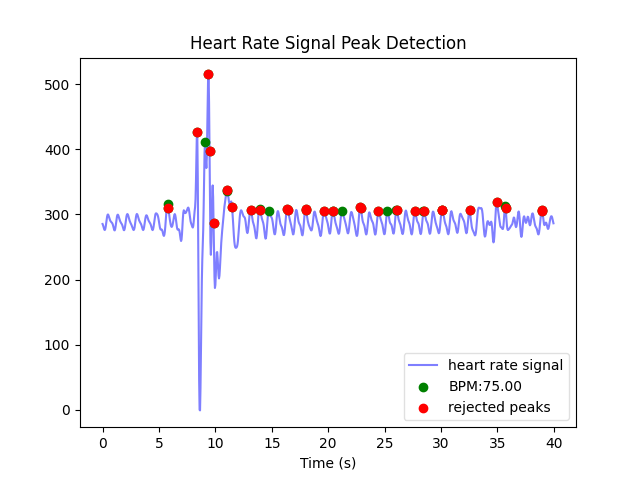 Heart Rate Signal Peak Detection
500
400
300
200
100
0
heart rate signal
BPM:75.00
rejected peaks
0 5 10 15 20 25 30 35 40
Time (s)